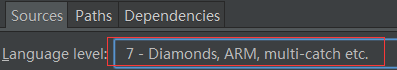 Sources Paths Dependencies
Language level: 7 - Diamonds, ARM, multi-catch etc.